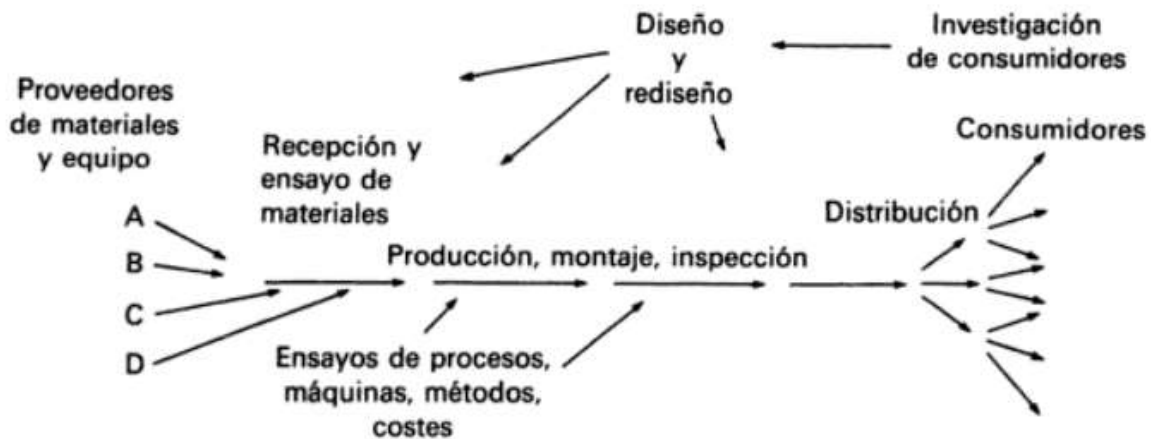 Diseño
y
rediseño
Investigación
de consumidores
Proveedores
de materiales
y equipo
Consumidores
Recepción y
ensayo de
materiales
Distribución
A
B
C
D
Producción, montaje, inspección
Ensayos de procesos,
máquinas, métodos,
costes